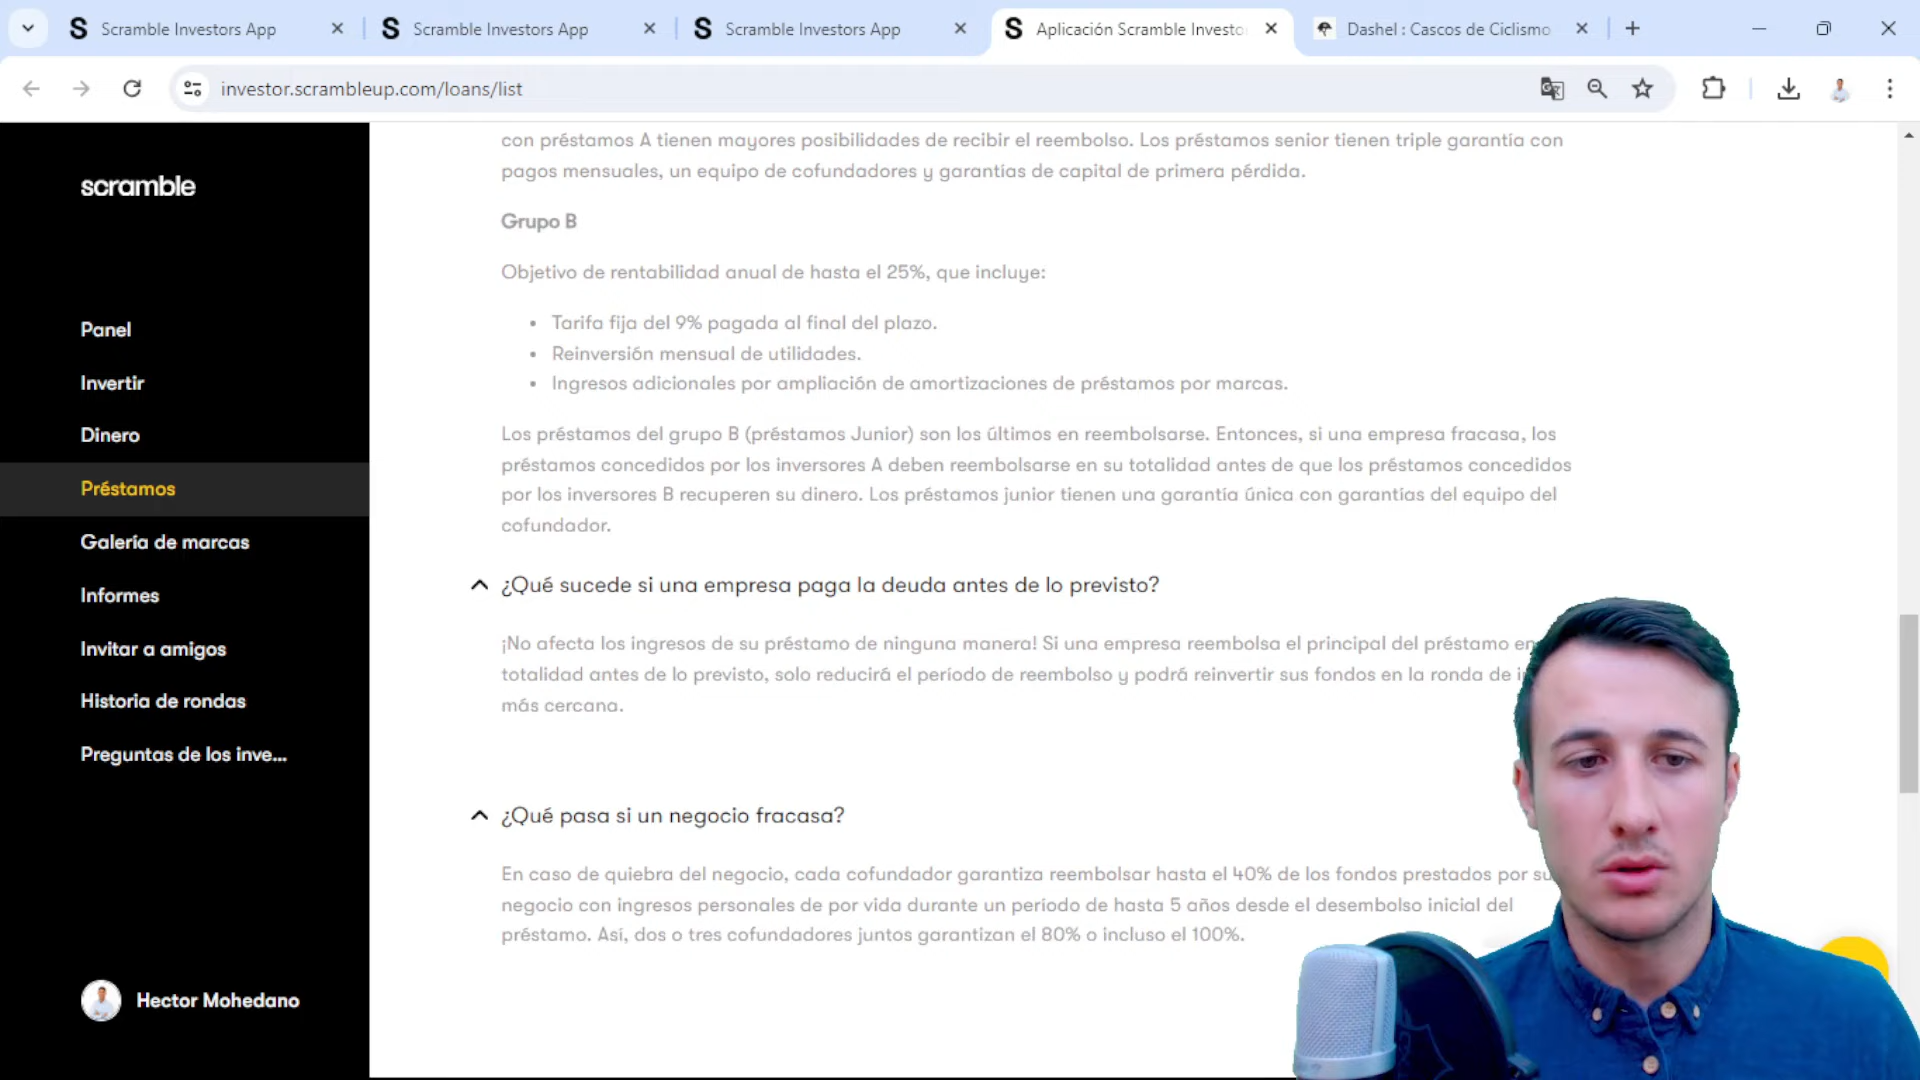 Scramble Investors App
Scramble Investors App
Scramble Investors App
Aplicación Scramble Investo
Dashel : Cascos de Ciclismo
investor.scrambleup.com/loans/list
scramble
Panel
Invertir
Dinero
Préstamos
Galería de marcas
Informes
Invitar a amigos
Historia de rondas
Preguntas de los inve...
Hector Mohedano
con préstamos A tienen mayores posibilidades de recibir el reembolso. Los préstamos senior tienen triple garantía con
pagos mensuales, un equipo de cofundadores y garantías de capital de primera pérdida.
Grupo B
Objetivo de rentabilidad anual de hasta el 25%, que incluye:
• Tarifa fija del 9% pagada al final del plazo.
• Reinversión mensual de utilidades.
• Ingresos adicionales por ampliación de amortizaciones de préstamos por marcas.
Los préstamos del grupo B (préstamos Junior) son los últimos en reembolsarse. Entonces, si una empresa fracasa, los
préstamos concedidos por los inversores A deben reembolsarse en su totalidad antes de que los préstamos concedidos
por los inversores B recuperen su dinero. Los préstamos junior tienen una garantía única con garantías del equipo del
cofundador.
¿Qué sucede si una empresa paga la deuda antes de lo previsto?
¡No afecta los ingresos de su préstamo de ninguna manera! Si una empresa reembolsa el principal del préstamo en
totalidad antes de lo previsto, solo reducirá el período de reembolso y podrá reinvertir sus fondos en la ronda de
más cercana.
¿Qué pasa si un negocio fracasa?
En caso de quiebra del negocio, cada cofundador garantiza reembolsar hasta el 40% de los fondos prestados por su
negocio con ingresos personales de por vida durante un período de hasta 5 años desde el desembolso inicial del
préstamo. Así, dos o tres cofundadores juntos garantizan el 80% o incluso el 100%.